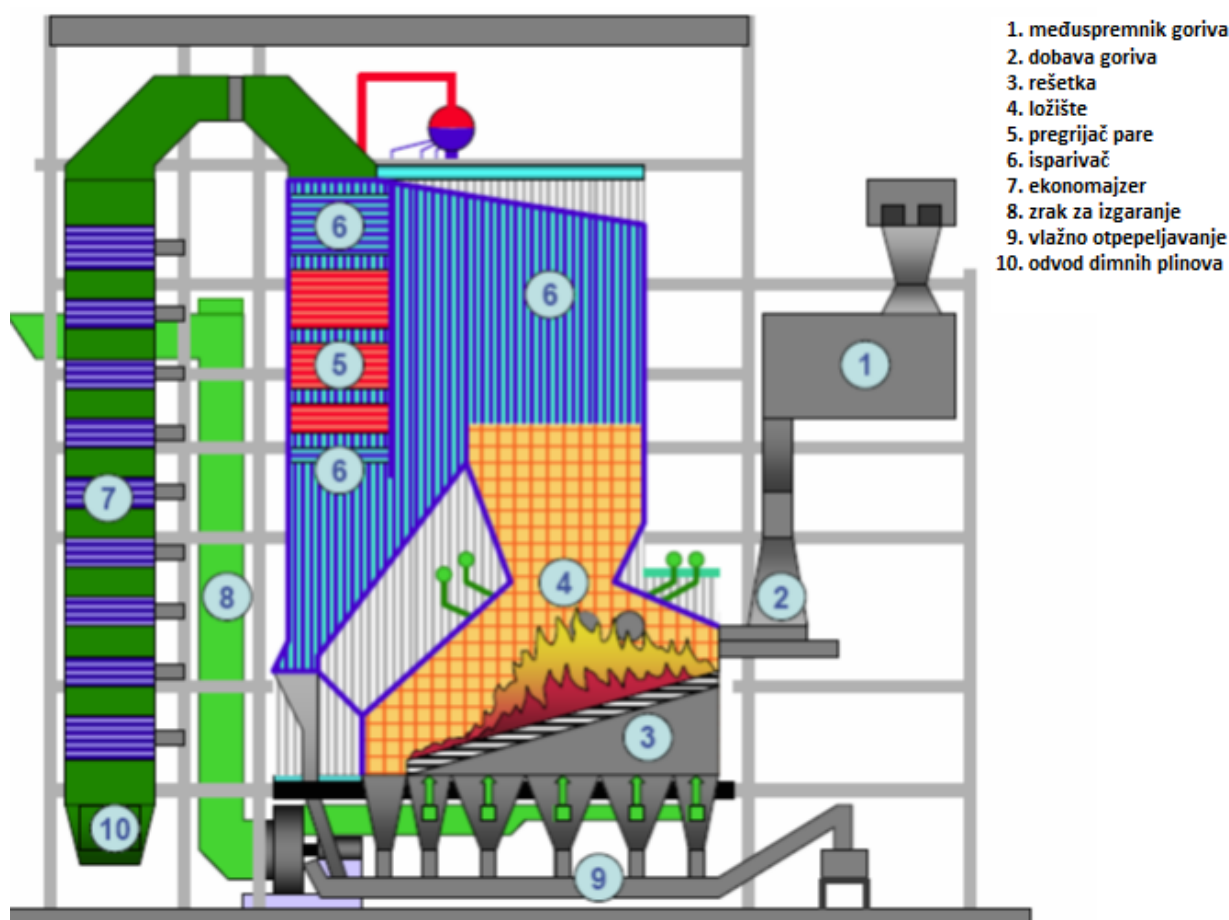 1. međuspremnik goriva
2. dobava goriva
3. rešetka
4. ložište
5. pregrijač pare
6. isparivač
7. ekonomajzer
8. zrak za izgaranje
9. vlažno otpepeljavanje
10. odvod dimnih plinova
6
6
1
5
6
7
4
8
2
3
10
9